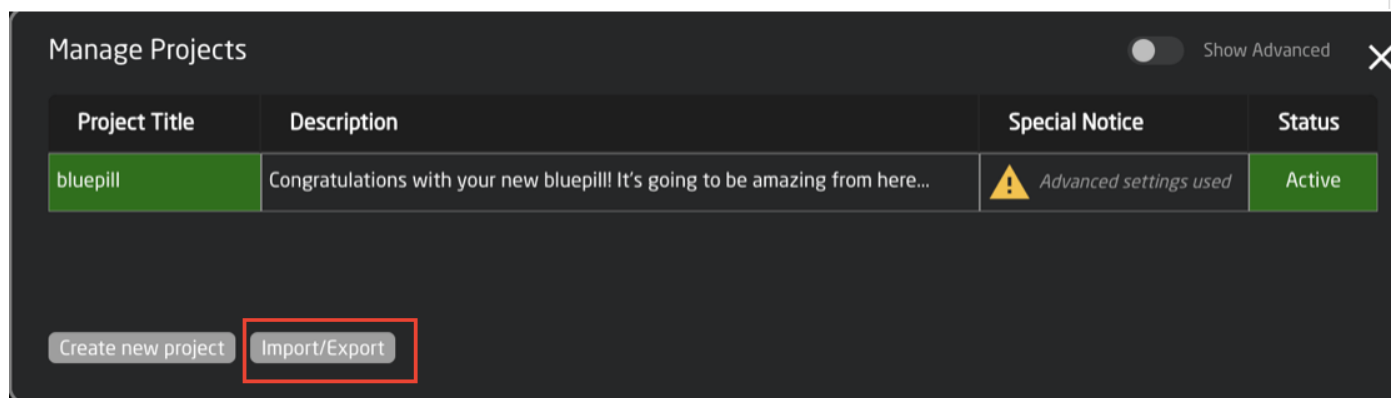 Manage Projects
Show Advanced
Project Title Description Special Notice Status
bluepill Congratulations with your new bluepill! It's going to be amazing from here... Advanced settings used Active
Create new project Import/Export